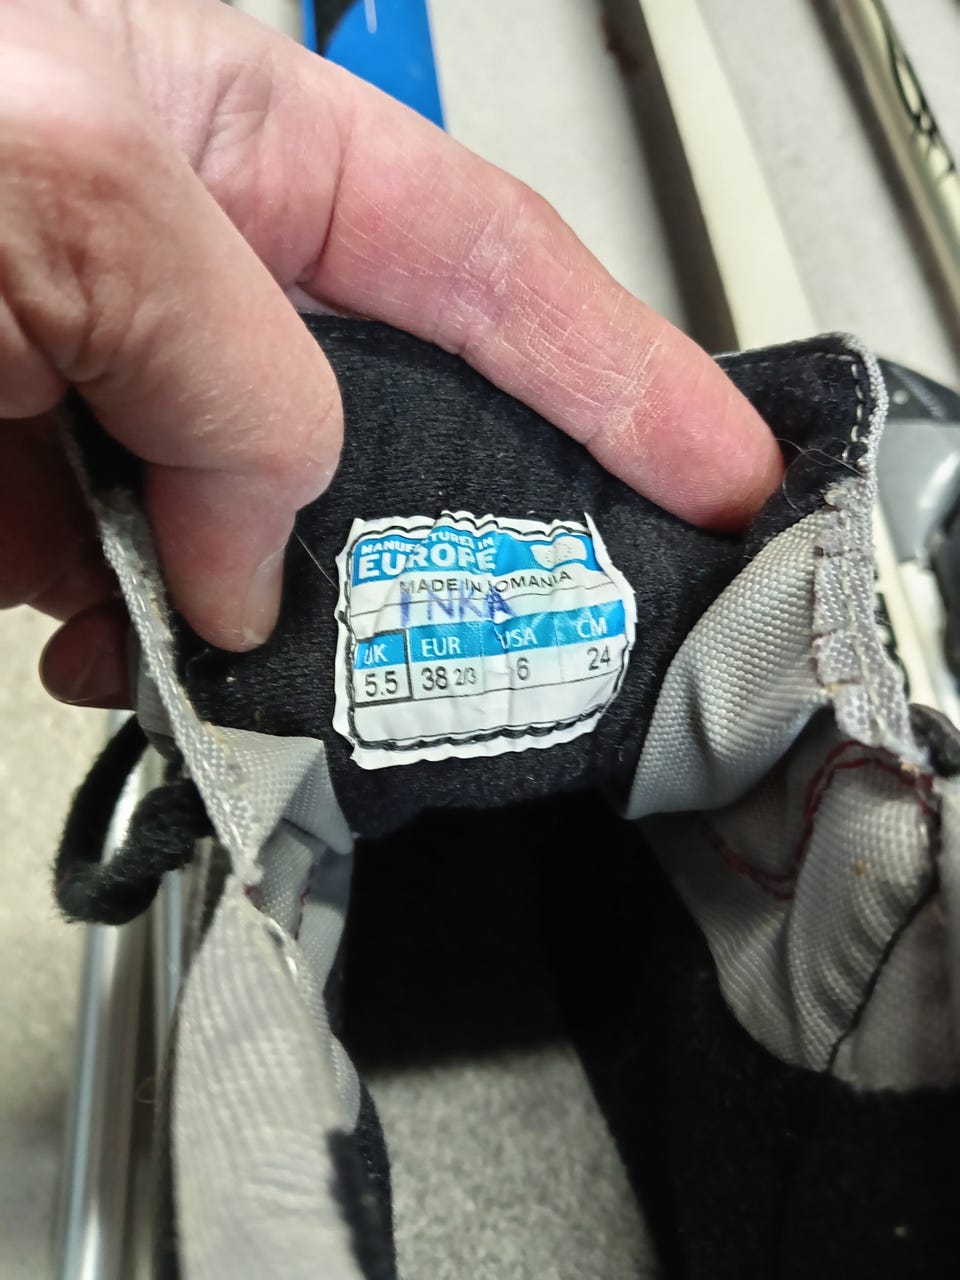 MANUFACTURED IN
EUROPE
MADE IN ROMANIA
INKA
UK EUR USA CM
5.5 38 2/3 6 24